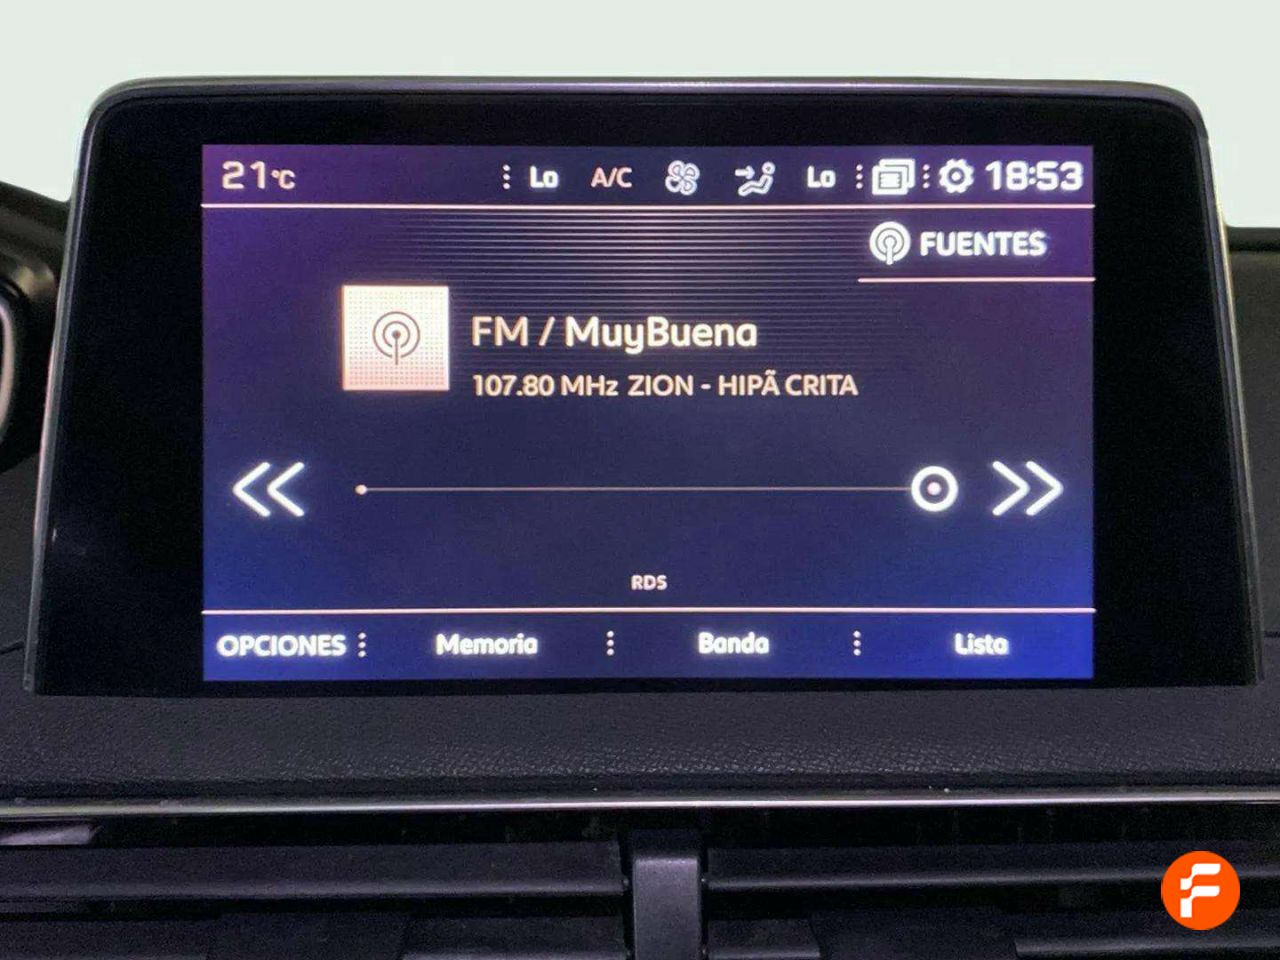 21°C Lo A/C Lo 18:53
FUENTES
FM / MuyBuena
107.80 MHz ZION - HIPÃ CRITA
RDS
OPCIONES Memoria Banda Lista